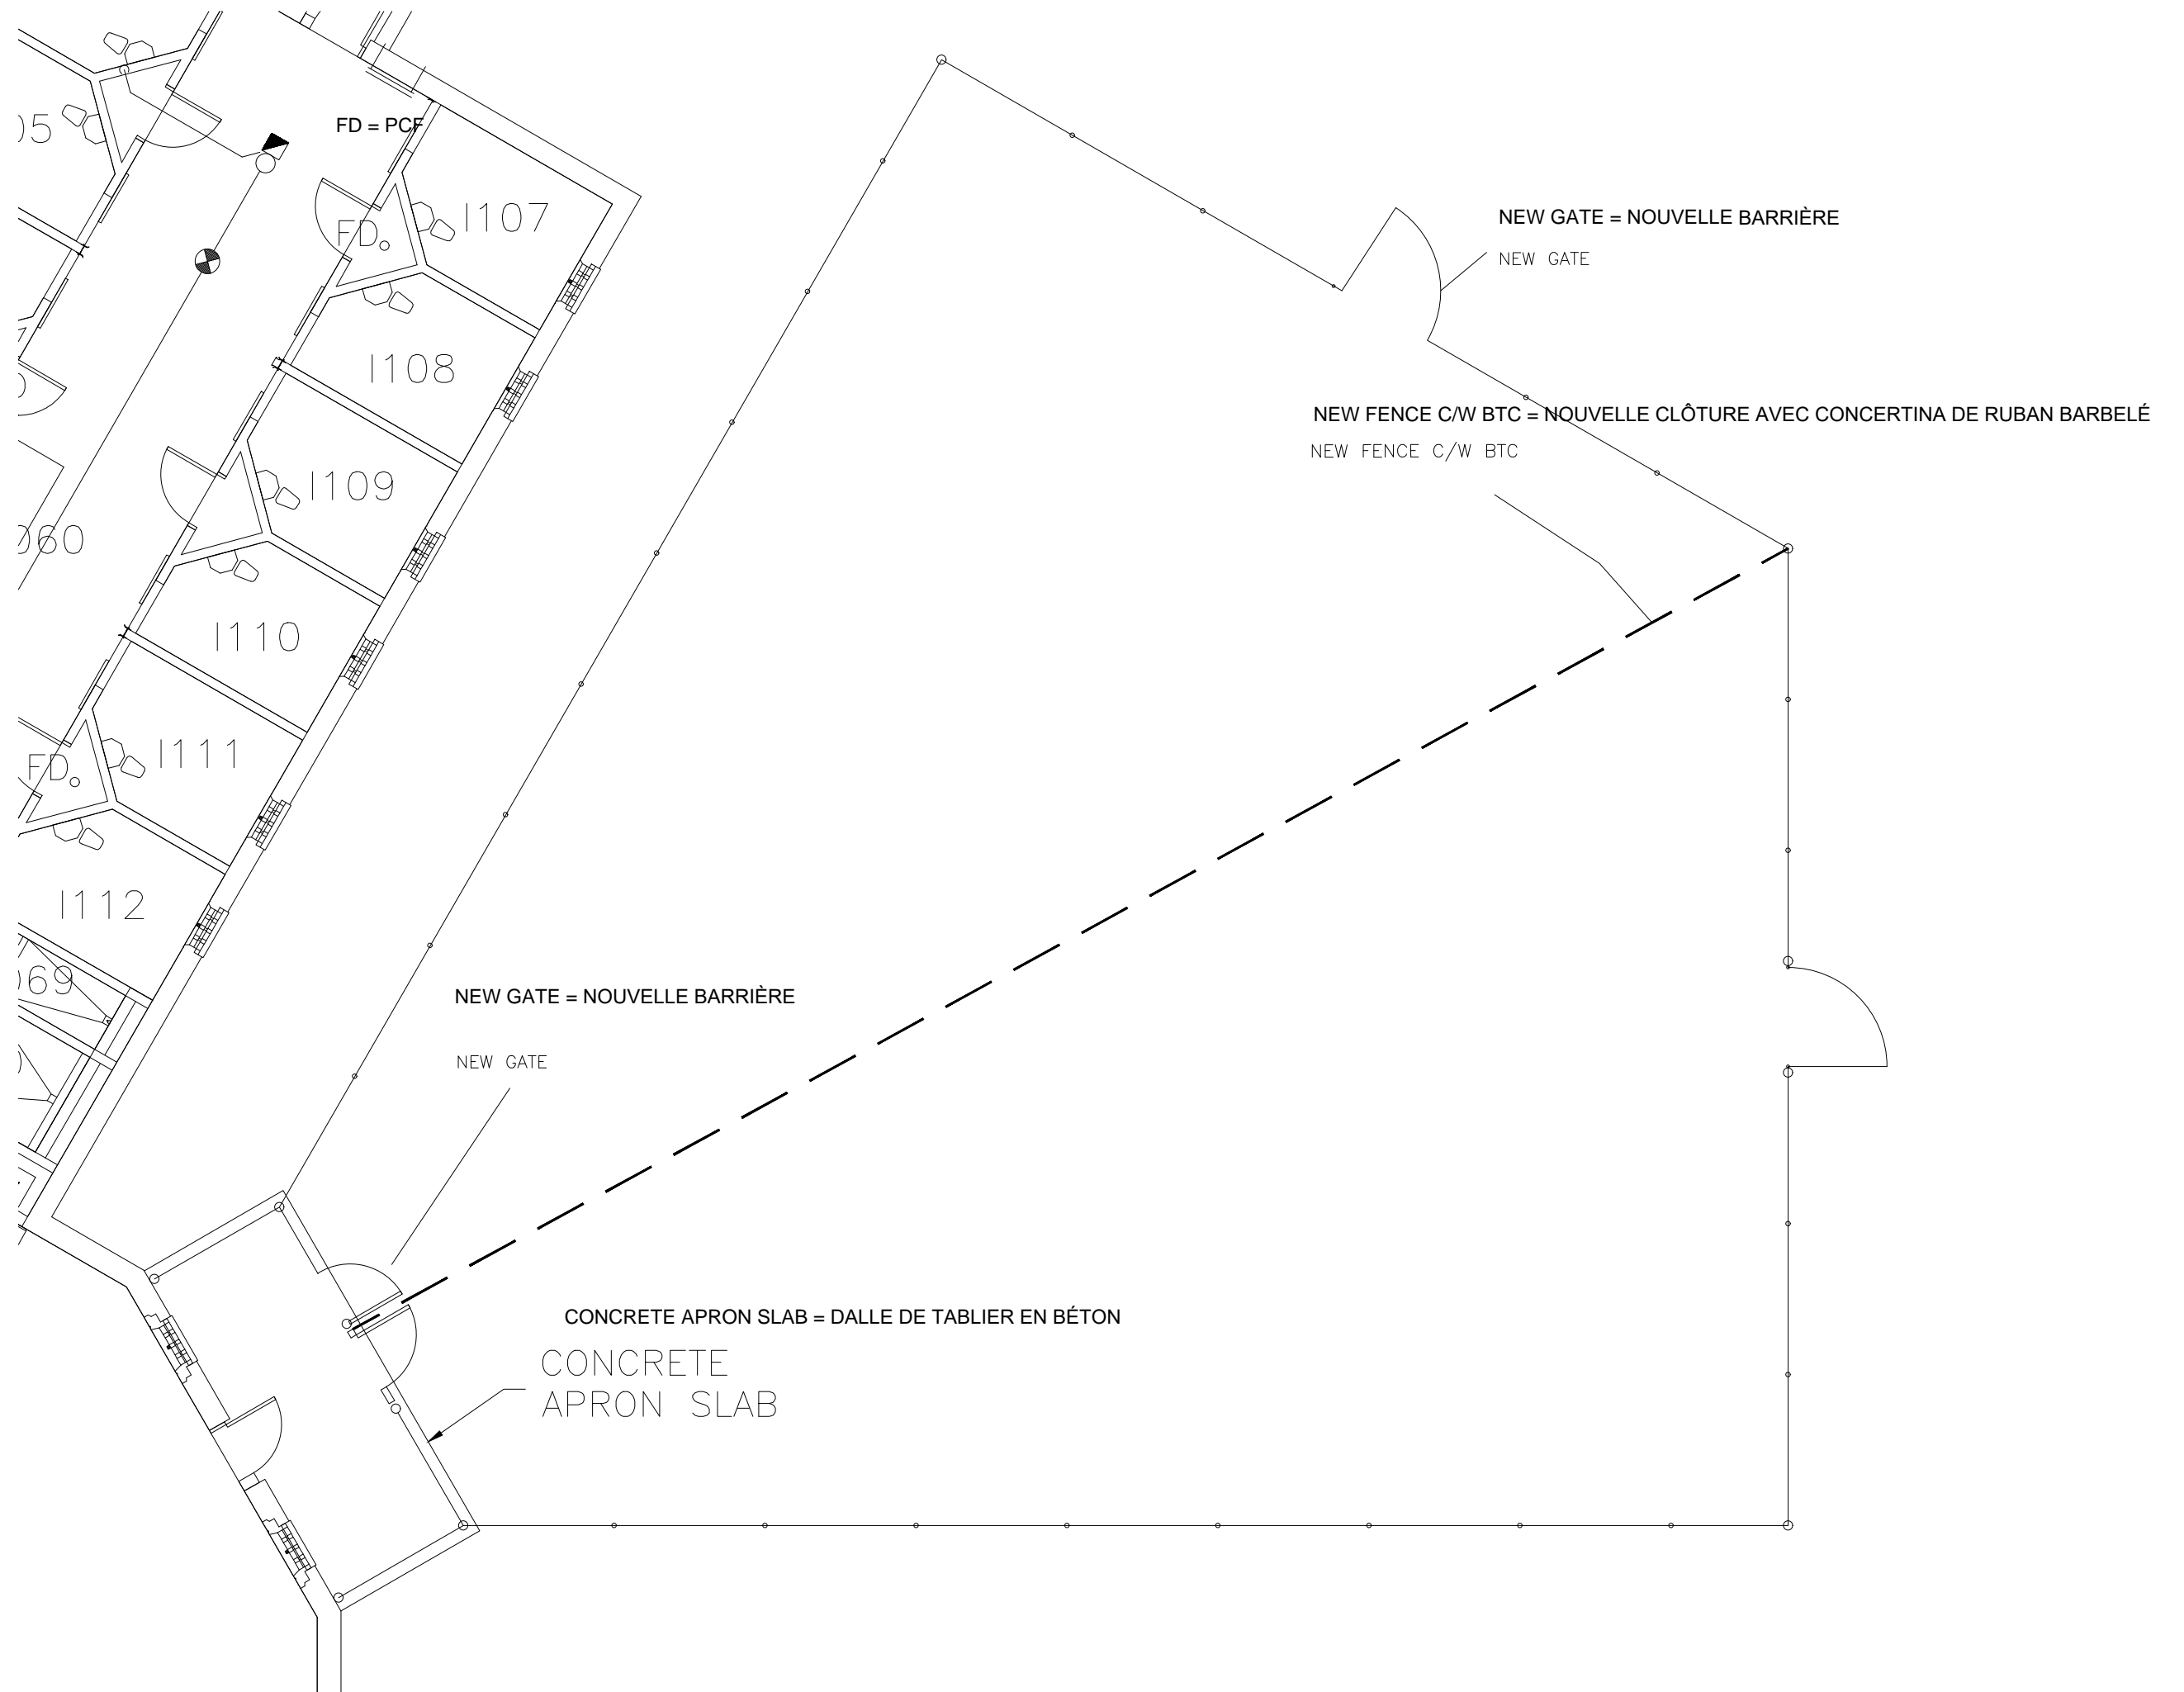 FD = PCF
I107
NEW GATE = NOUVELLE BARRIÈRE
NEW GATE
FD
I108
NEW FENCE C/W BTC = NOUVELLE CLÔTURE AVEC CONCERTINA DE RUBAN BARBELÉ
NEW FENCE C/W BTC
I109
I110
I111
FD
I112
NEW GATE = NOUVELLE BARRIÈRE
NEW GATE
CONCRETE APRON SLAB = DALLE DE TABLIER EN BÉTON
CONCRETE
APRON SLAB